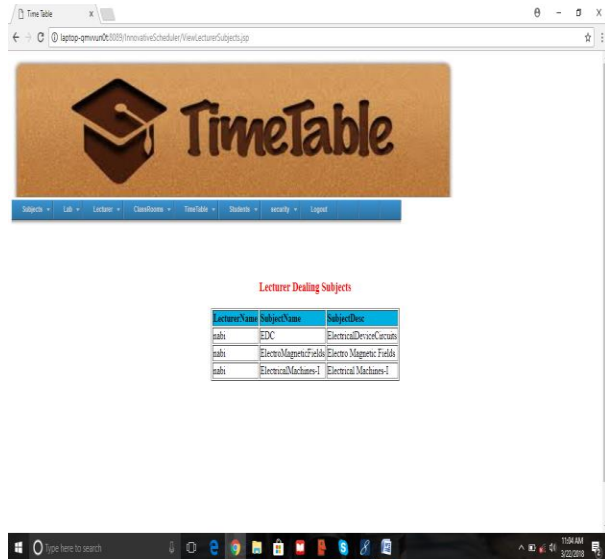 Time Table
laptop-qmvvun0t:8089/InnovativeScheduler/ViewLecturerSubjects.jsp
TimeTable
Subjects Lab Lecturer ClassRooms TimeTable Students security Logout
Lecturer Dealing Subjects
LecturerName SubjectName SubjectDesc
nabi EDC ElectricalDeviceCircuits
nabi ElectroMagneticFields Electro Magnetic Fields
nabi ElectricalMachines-I Electrical Machines-I
Type here to search
11:04 AM
3/22/2018